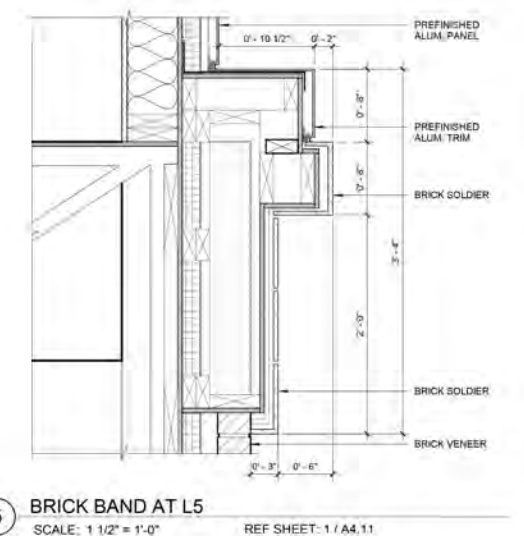 PREFINISHED
ALUM. PANEL
0' - 10 1/2"
0' - 2"
0' - 8"
PREFINISHED
ALUM. TRIM
0' - 8"
BRICK SOLDIER
3' - 4"
2' - 0"
BRICK SOLDIER
BRICK VENEER
0' - 3"
0' - 6"
BRICK BAND AT L5
SCALE: 1 1/2" = 1'-0"
REF SHEET: 1 / A4.11